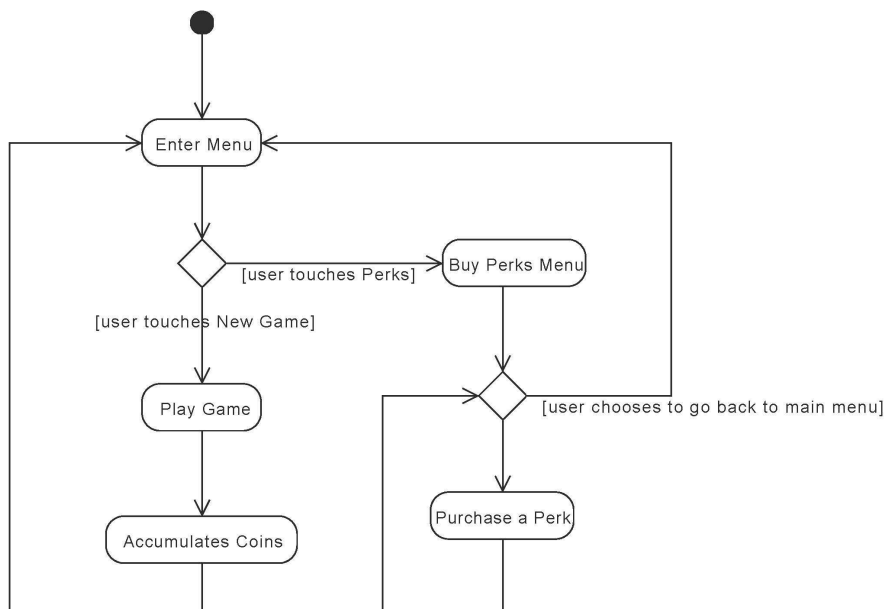 Enter Menu
[user touches Perks]
Buy Perks Menu
[user touches New Game]
Play Game
[user chooses to go back to main menu]
Accumulates Coins
Purchase a Perk